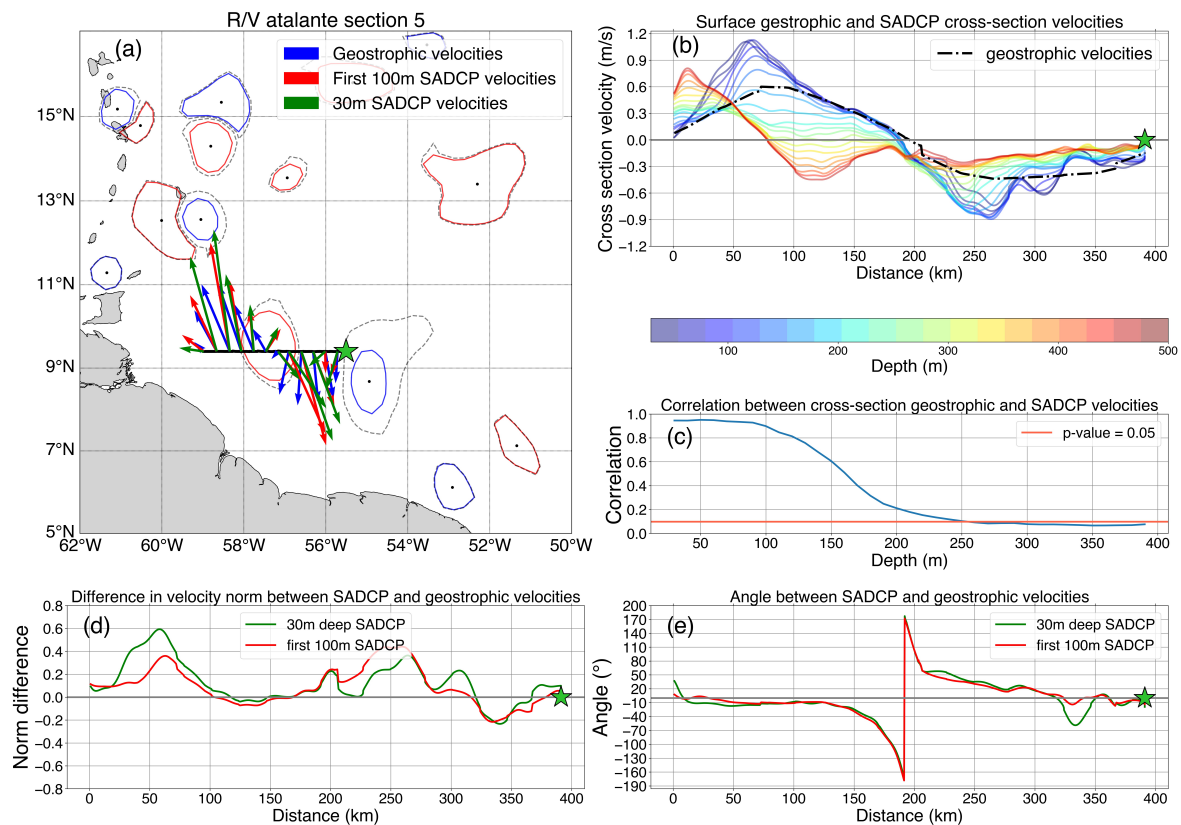 R/V atalante section 5
(a)
Geostrophic velocities
First 100m SADCP velocities
30m SADCP velocities
15°N
13°N
11°N
9°N
7°N
5°N
62°W 60°W 58°W 56°W 54°W 52°W 50°W
Surface gestrophic and SADCP cross-section velocities
(b)
geostrophic velocities
Cross section velocity (m/s)
1.2
0.9
0.6
0.3
0.0
−0.3
−0.6
−0.9
−1.2
0 50 100 150 200 250 300 350 400
Distance (km)
100 200 300 400 500
Depth (m)
Correlation between cross-section geostrophic and SADCP velocities
(c)
p-value = 0.05
Correlation
1.0
0.8
0.6
0.4
0.2
0.0
50 100 150 200 250 300 350 400
Depth (m)
Difference in velocity norm between SADCP and geostrophic velocities
(d)
30m deep SADCP
first 100m SADCP
Norm difference
0.8
0.6
0.4
0.2
0.0
−0.2
−0.4
−0.6
−0.8
0 50 100 150 200 250 300 350 400
Distance (km)
Angle between SADCP and geostrophic velocities
(e)
30m deep SADCP
first 100m SADCP
Angle (°)
200
170
140
110
80
50
20
−10
−40
−70
−100
−130
−160
−190
0 50 100 150 200 250 300 350 400
Distance (km)